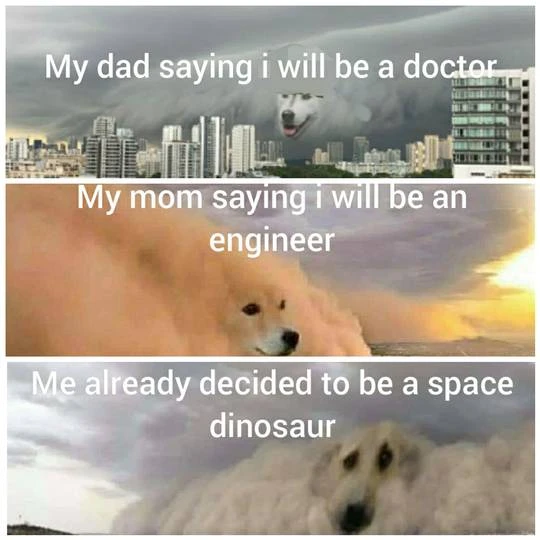 My dad saying i will be a doctor
My mom saying i will be an
engineer
Me already decided to be a space
dinosaur